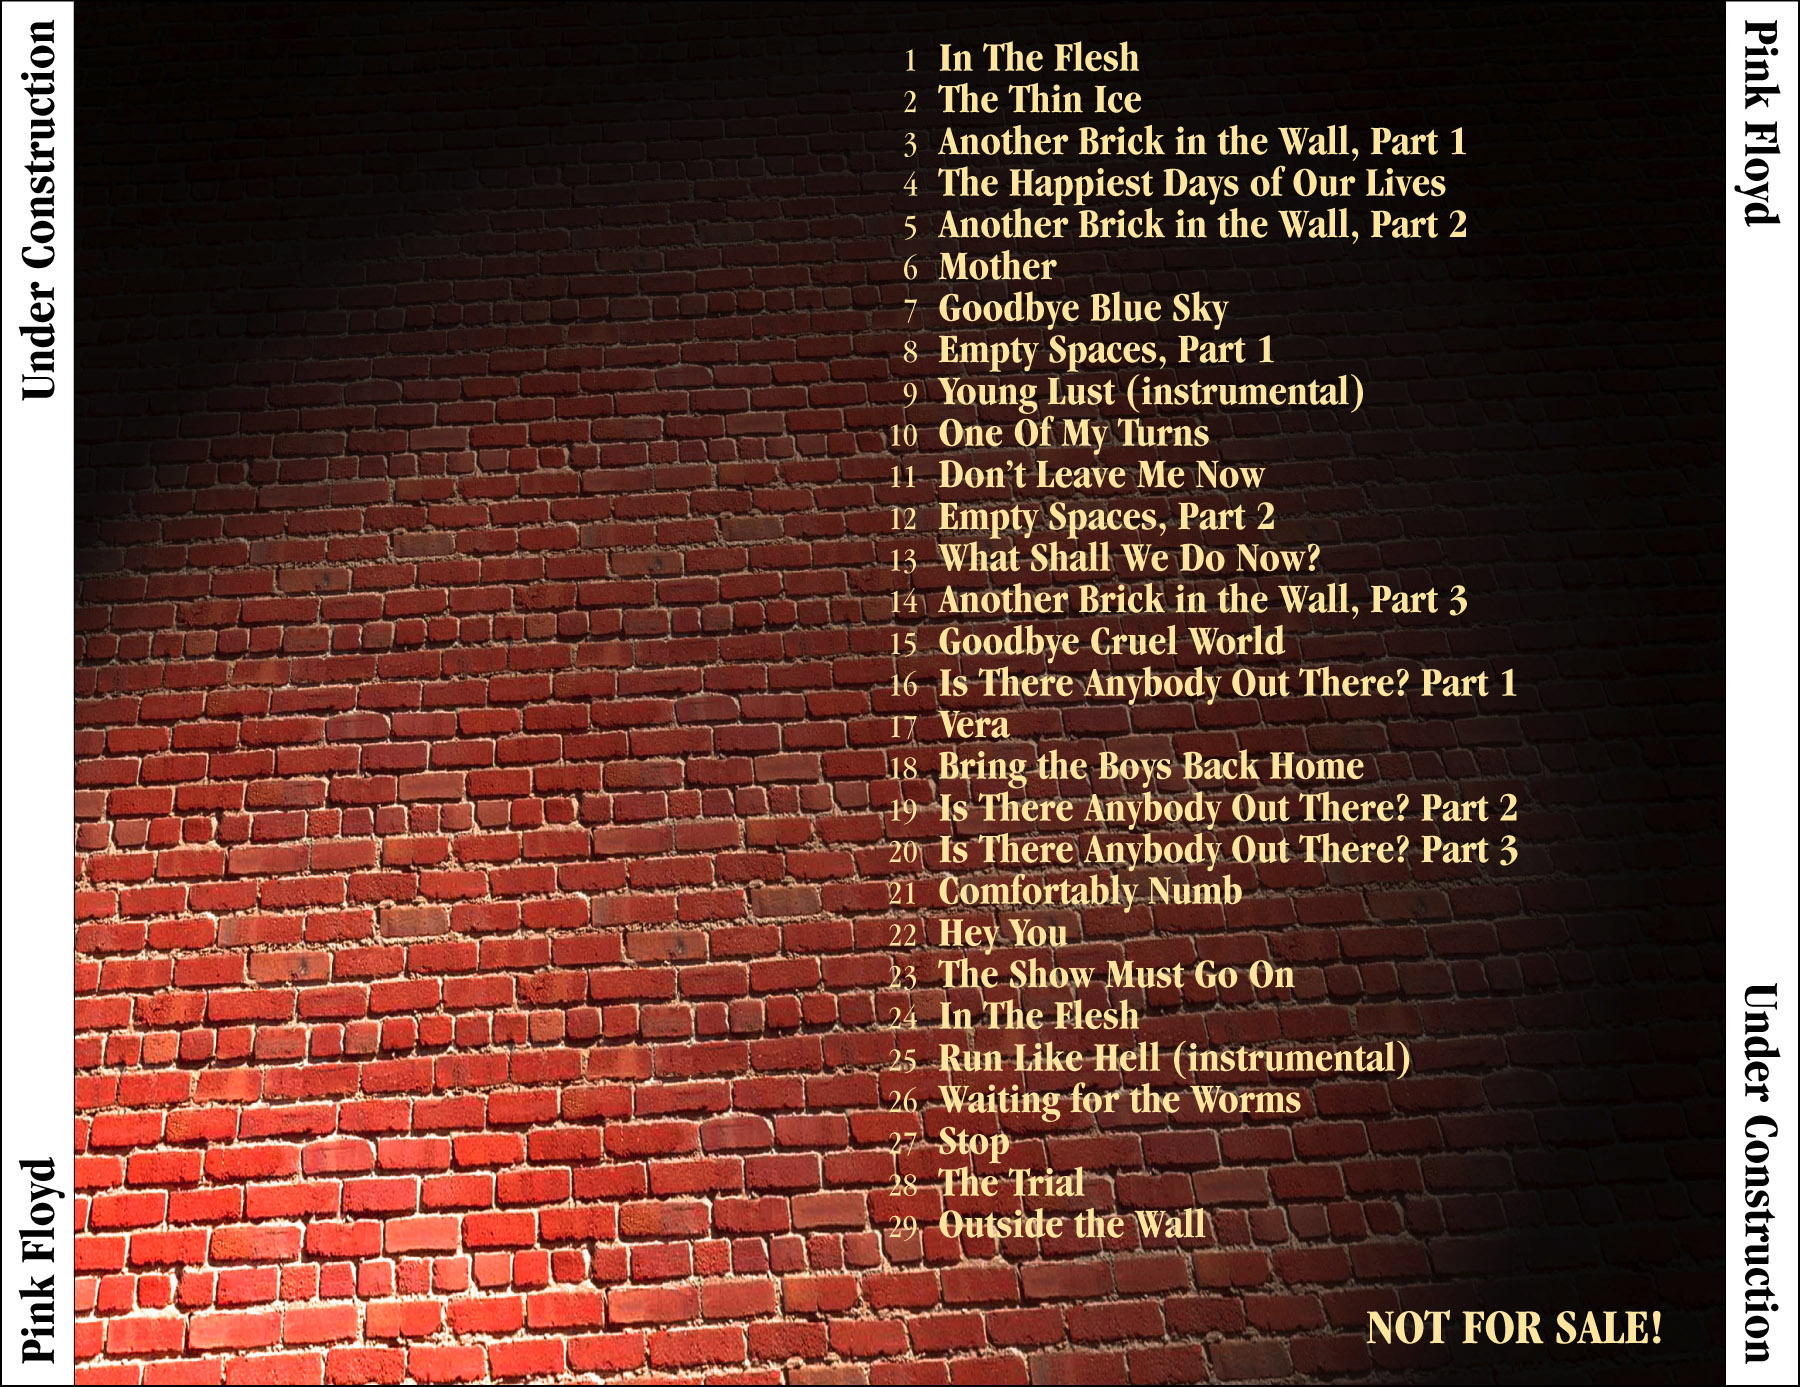 Under Construction
Pink Floyd
1 In The Flesh
2 The Thin Ice
3 Another Brick in the Wall, Part 1
4 The Happiest Days of Our Lives
5 Another Brick in the Wall, Part 2
6 Mother
7 Goodbye Blue Sky
8 Empty Spaces, Part 1
9 Young Lust (instrumental)
10 One Of My Turns
11 Don’t Leave Me Now
12 Empty Spaces, Part 2
13 What Shall We Do Now?
14 Another Brick in the Wall, Part 3
15 Goodbye Cruel World
16 Is There Anybody Out There? Part 1
17 Vera
18 Bring the Boys Back Home
19 Is There Anybody Out There? Part 2
20 Is There Anybody Out There? Part 3
21 Comfortably Numb
22 Hey You
23 The Show Must Go On
24 In The Flesh
25 Run Like Hell (instrumental)
26 Waiting for the Worms
27 Stop
28 The Trial
29 Outside the Wall
NOT FOR SALE!
Pink Floyd
Under Construction